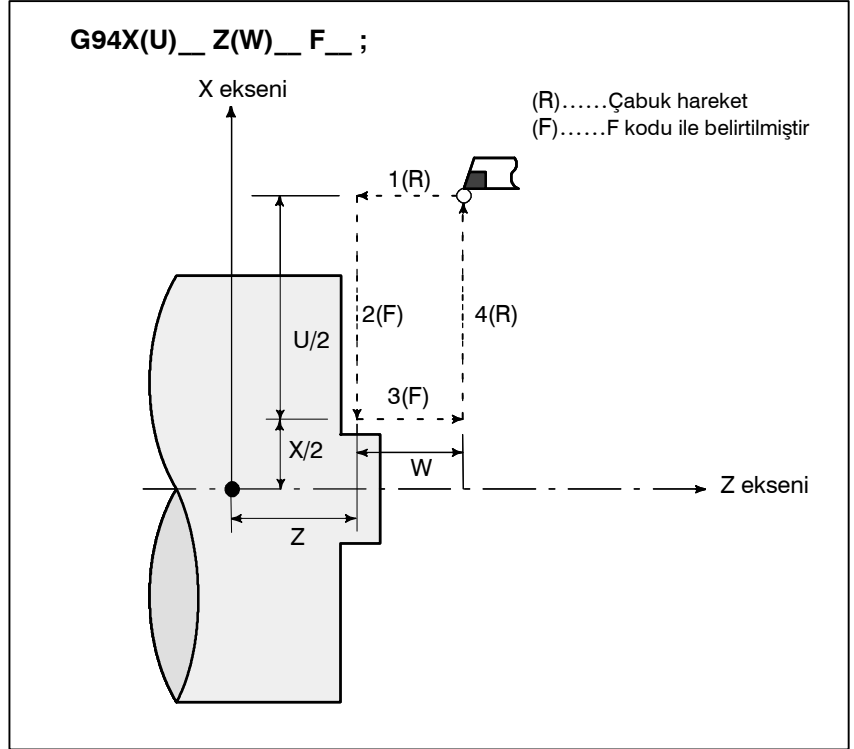 G94X(U)__ Z(W)__ F__ ;
X ekseni
(R)......Çabuk hareket
(F)......F kodu ile belirtilmiştir
1(R)
2(F)
4(R)
U/2
3(F)
X/2
W
Z ekseni
Z